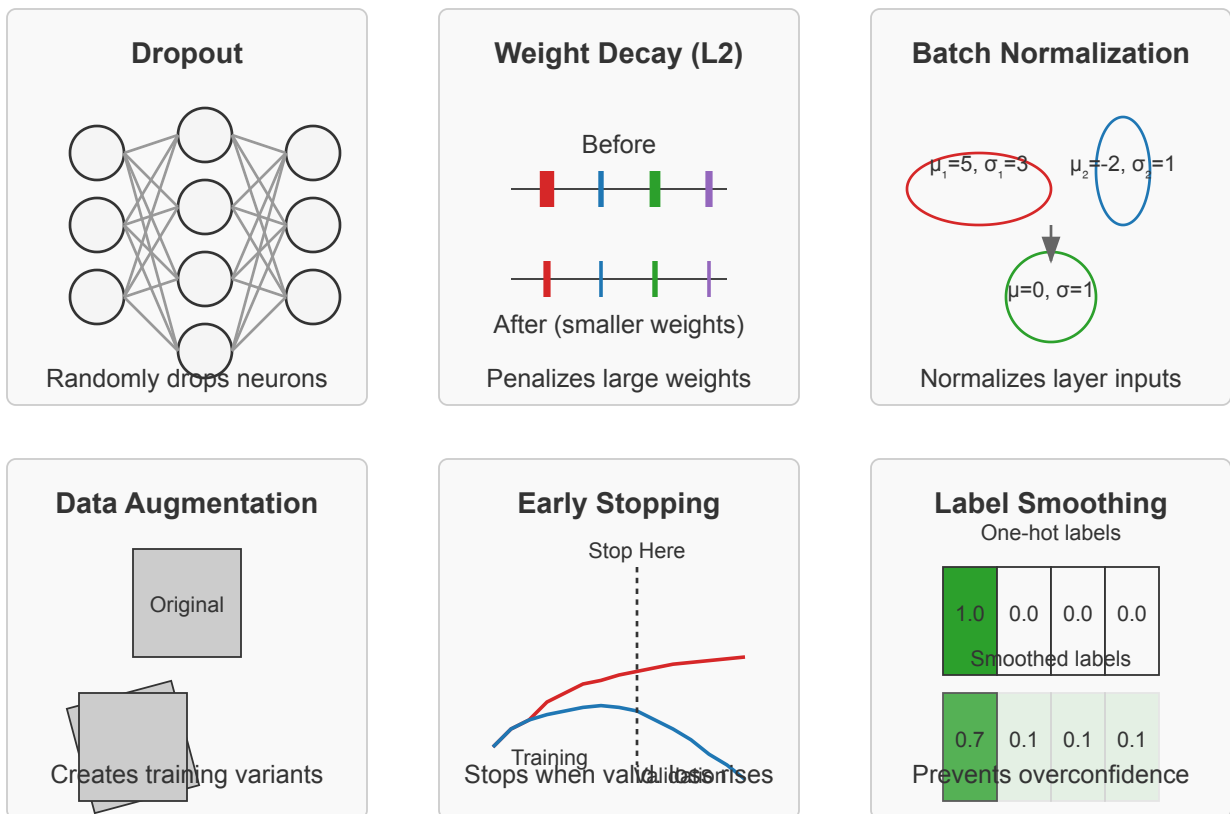 Dropout
Randomly drops neurons
Weight Decay (L2)
Before
After (smaller weights)
Penalizes large weights
Batch Normalization
μ₁=5, σ₁=3
μ₂=-2, σ₂=1
μ=0, σ=1
Normalizes layer inputs
Data Augmentation
Original
Creates training variants
Early Stopping
Stop Here
Training
Validation
Stops when valid. loss rises
Label Smoothing
One-hot labels
1.0 0.0 0.0 0.0
Smoothed labels
0.7 0.1 0.1 0.1
Prevents overconfidence